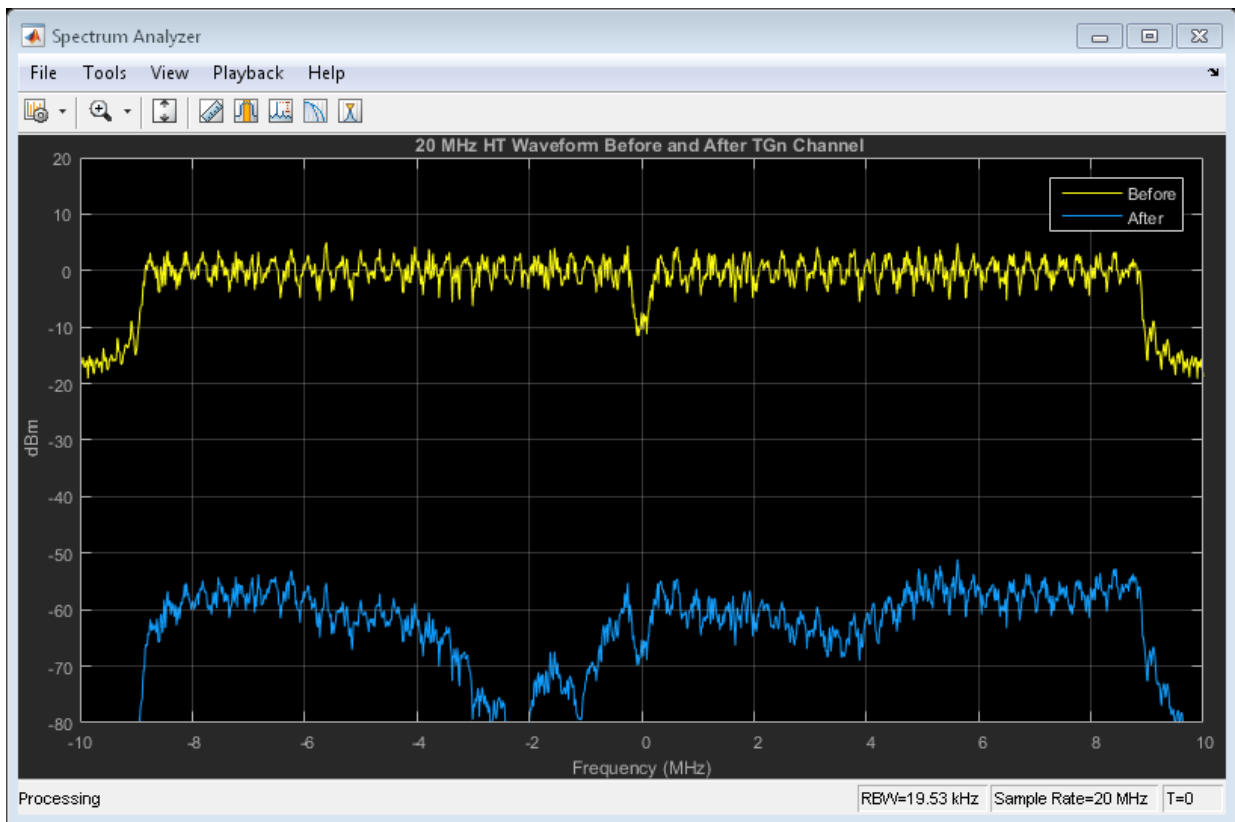 Spectrum Analyzer
File Tools View Playback Help
20 MHz HT Waveform Before and After TGn Channel
Before
After
20
10
0
-10
-20
-30
-40
-50
-60
-70
-80
dBm
-10 -8 -6 -4 -2 0 2 4 6 8 10
Frequency (MHz)
Processing RBW=19.53 kHz Sample Rate=20 MHz T=0